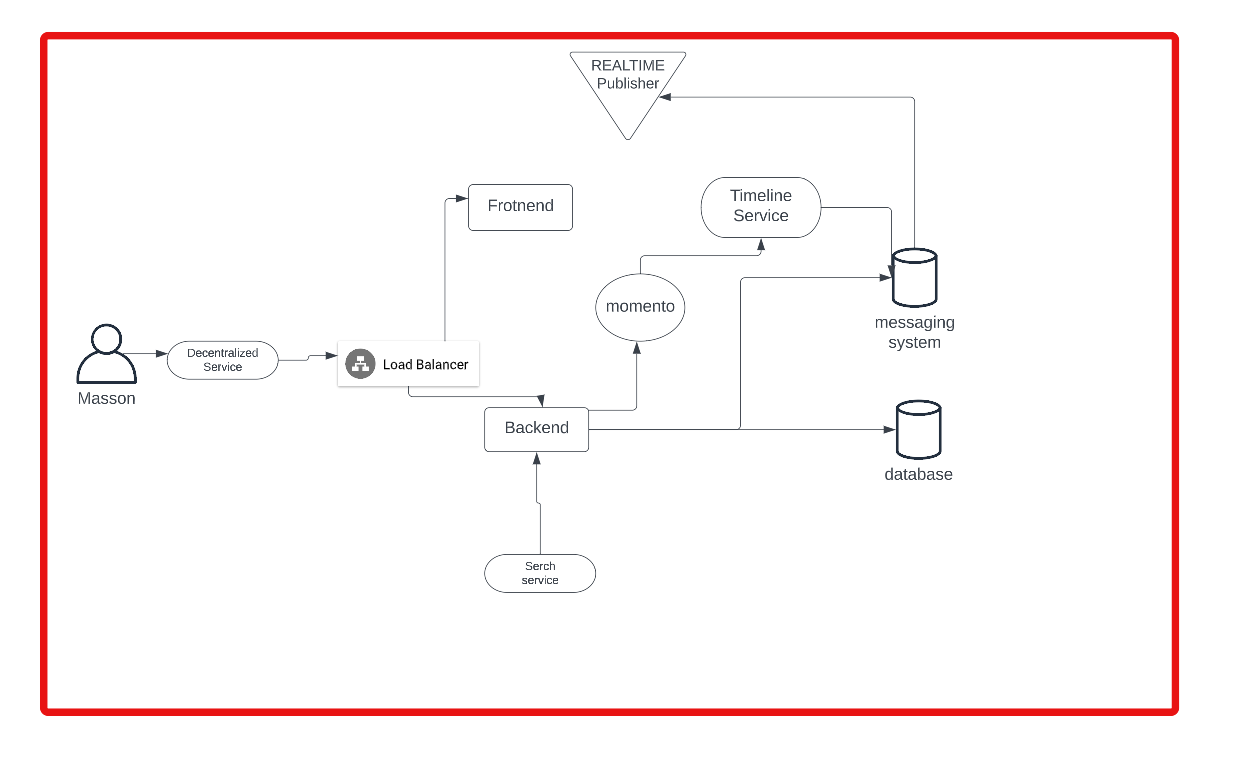 REALTIME
Publisher
Frotnend
Timeline
Service
momento
messaging
system
Decentralized
Service
Load Balancer
Masson
Backend
database
Serch
service